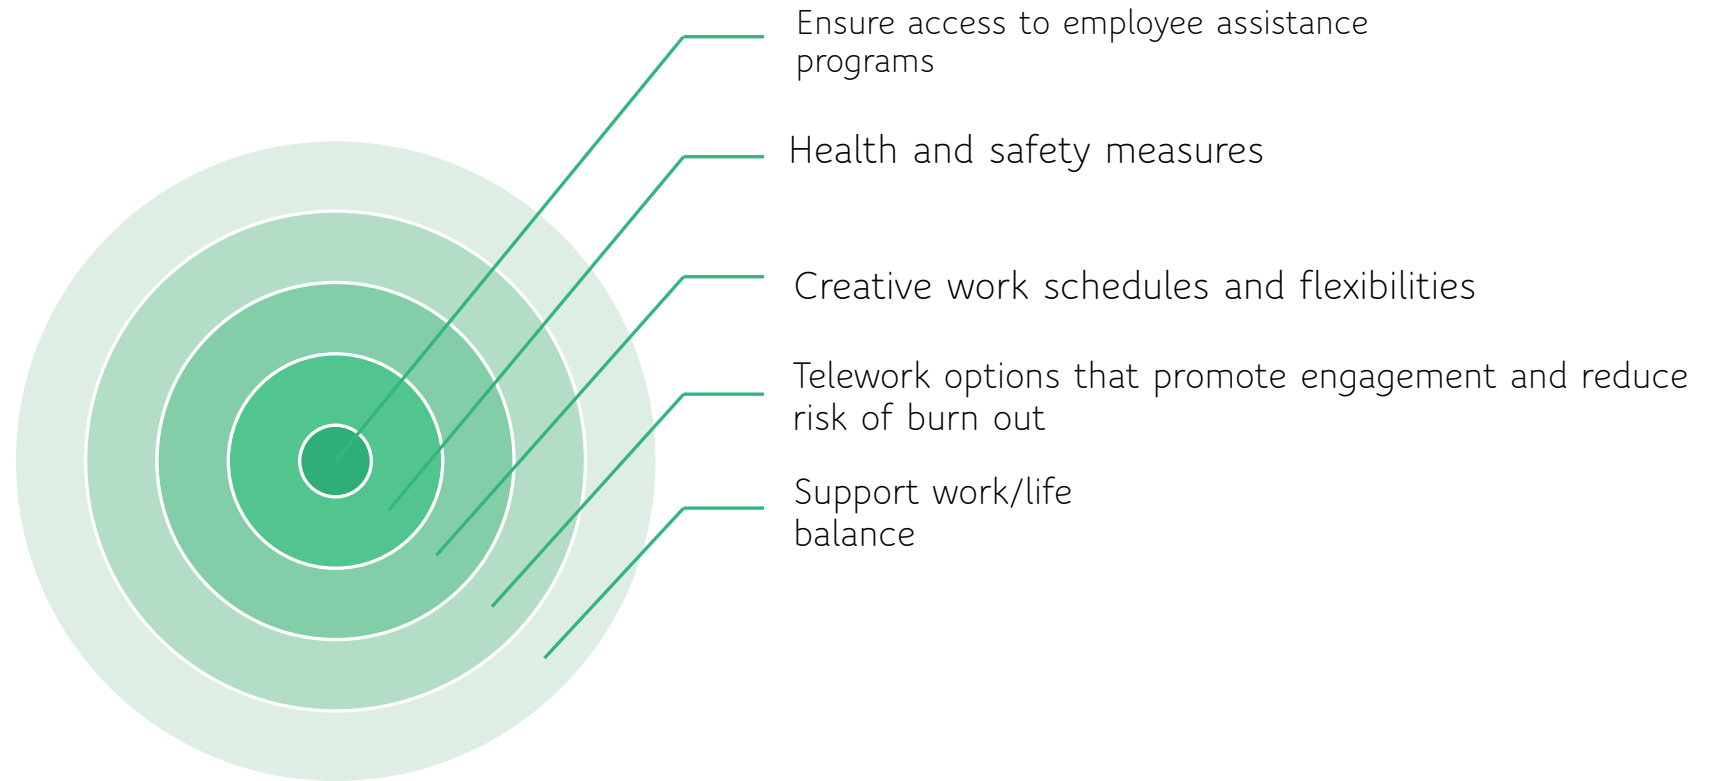 Ensure access to employee assistance
programs
Health and safety measures
Creative work schedules and flexibilities
Telework options that promote engagement and reduce
risk of burn out
Support work/life
balance